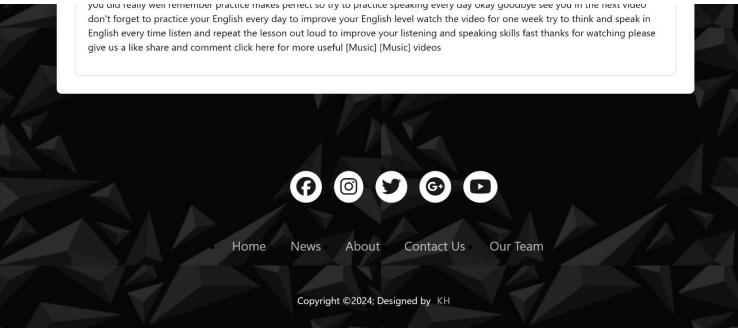 you did really well remember practice makes perfect so try to practice speaking every day okay goodbye see you in the next video
don't forget to practice your English every day to improve your English level watch the video for one week try to think and speak in
English every time listen and repeat the lesson out loud to improve your listening and speaking skills fast thanks for watching please
give us a like share and comment click here for more useful [Music] [Music] videos
G+
Home News About Contact Us Our Team
Copyright ©2024; Designed by KH